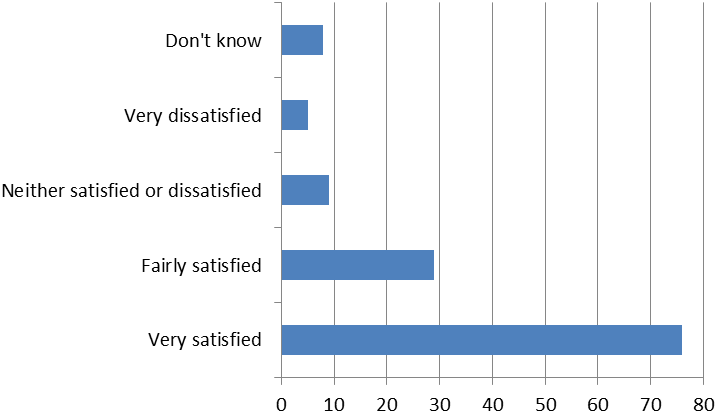 Don't know
Very dissatisfied
Neither satisfied or dissatisfied
Fairly satisfied
Very satisfied
0 10 20 30 40 50 60 70 80